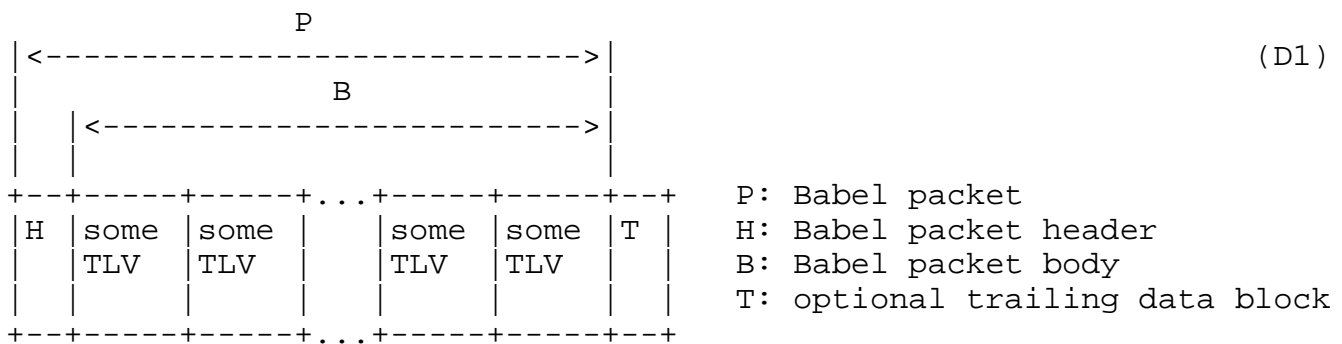 P
|<----------------------------->|                                 (D1)
|                B              |
|  |<-------------------------->|
|  |                            |
+--+-----+-----+...+-----+-----+--+   P: Babel packet
|H |some |some |   |some |some |T |   H: Babel packet header
|  |TLV  |TLV  |   |TLV  |TLV  |  |   B: Babel packet body
|  |     |     |   |     |     |  |   T: optional trailing data block
+--+-----+-----+...+-----+-----+--+